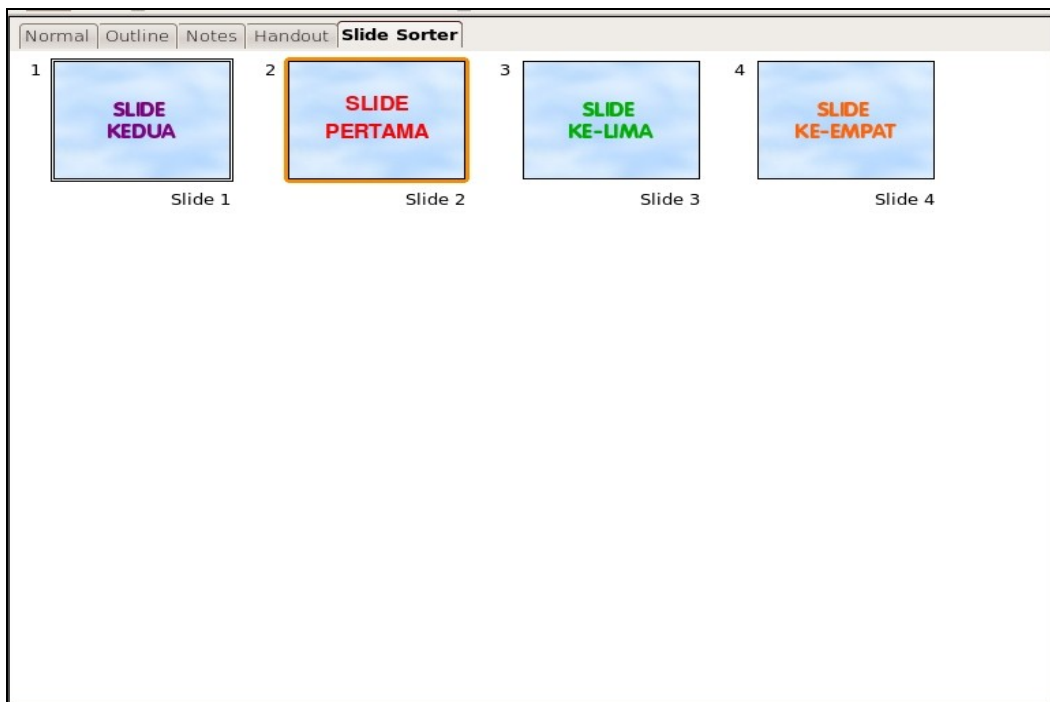 Normal Outline Notes Handout Slide Sorter
1 2 3 4
SLIDE
KEDUA
SLIDE
PERTAMA
SLIDE
KE-LIMA
SLIDE
KE-EMPAT
Slide 1 Slide 2 Slide 3 Slide 4